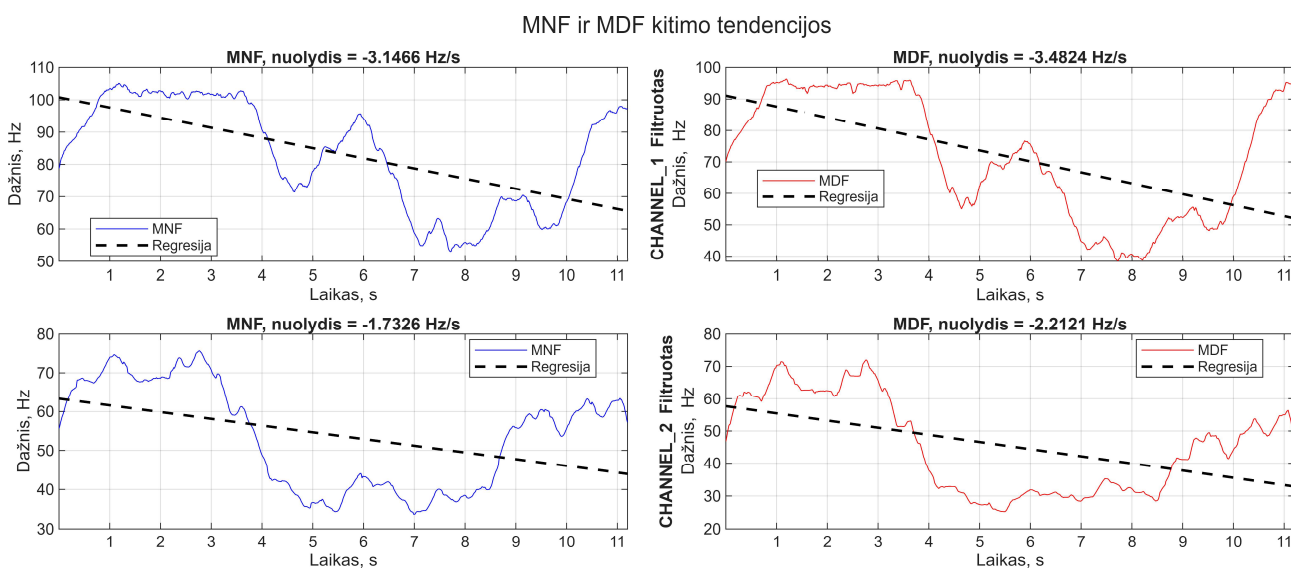 MNF ir MDF kitimo tendencijos
MNF, nuolydis = -3.1466 Hz/s
110
100
90
80
70
60
50
Dažnis, Hz
MNF
Regresija
1 2 3 4 5 6 7 8 9 10 11
Laikas, s
MDF, nuolydis = -3.4824 Hz/s
CHANNEL_1 Filtruotas
Dažnis, Hz
100
90
80
70
60
50
40
MDF
Regresija
1 2 3 4 5 6 7 8 9 10 11
Laikas, s
MNF, nuolydis = -1.7326 Hz/s
80
70
60
50
40
30
Dažnis, Hz
MNF
Regresija
1 2 3 4 5 6 7 8 9 10 11
Laikas, s
MDF, nuolydis = -2.2121 Hz/s
CHANNEL_2 Filtruotas
Dažnis, Hz
80
70
60
50
40
30
20
MDF
Regresija
1 2 3 4 5 6 7 8 9 10 11
Laikas, s